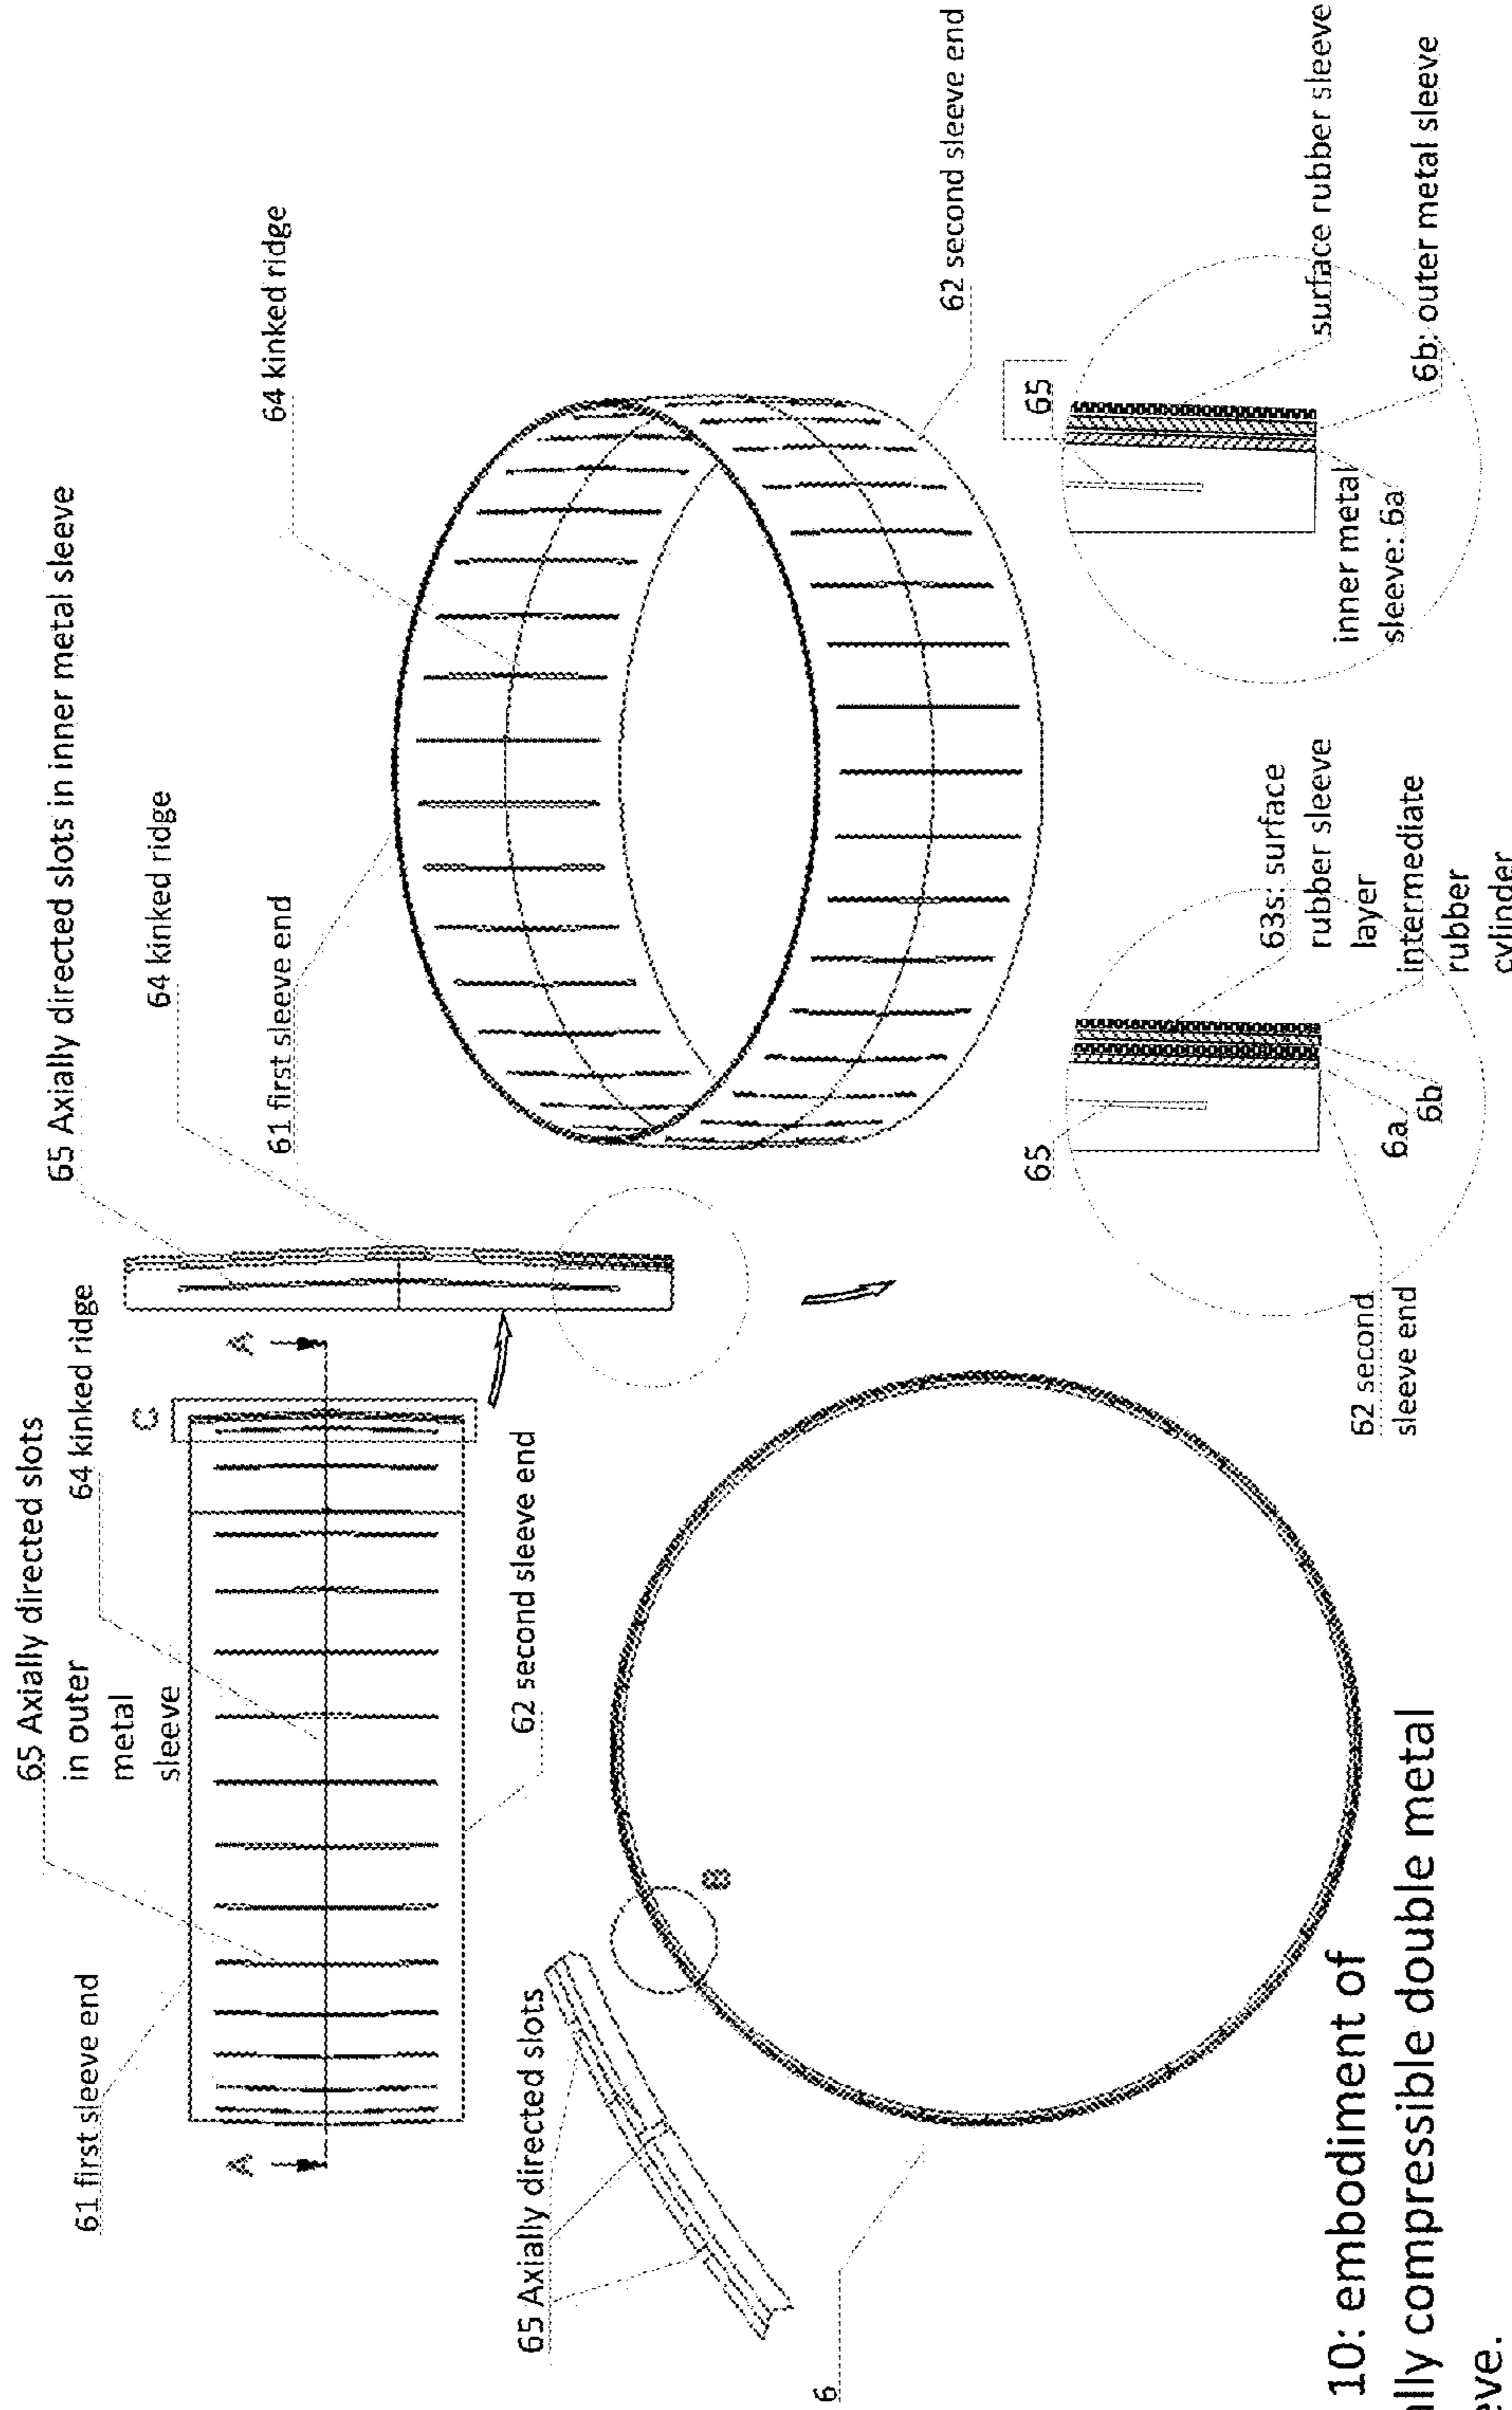 65 Axially directed slots
in outer
metal
sleeve
64 kinked ridge
61 first sleeve end
A
A
C
62 second sleeve end
65 Axially directed slots in inner metal sleeve
64 kinked ridge
61 first sleeve end
64 kinked ridge
62 second sleeve end
65 Axially directed slots
B
6
65
63s: surface
rubber sleeve
layer
intermediate
rubber
cylinder
6a
6b
62 second
sleeve end
65
surface rubber sleeve
inner metal
sleeve: 6a
6b: outer metal sleeve
10: embodiment of
ally compressible double metal
eve.